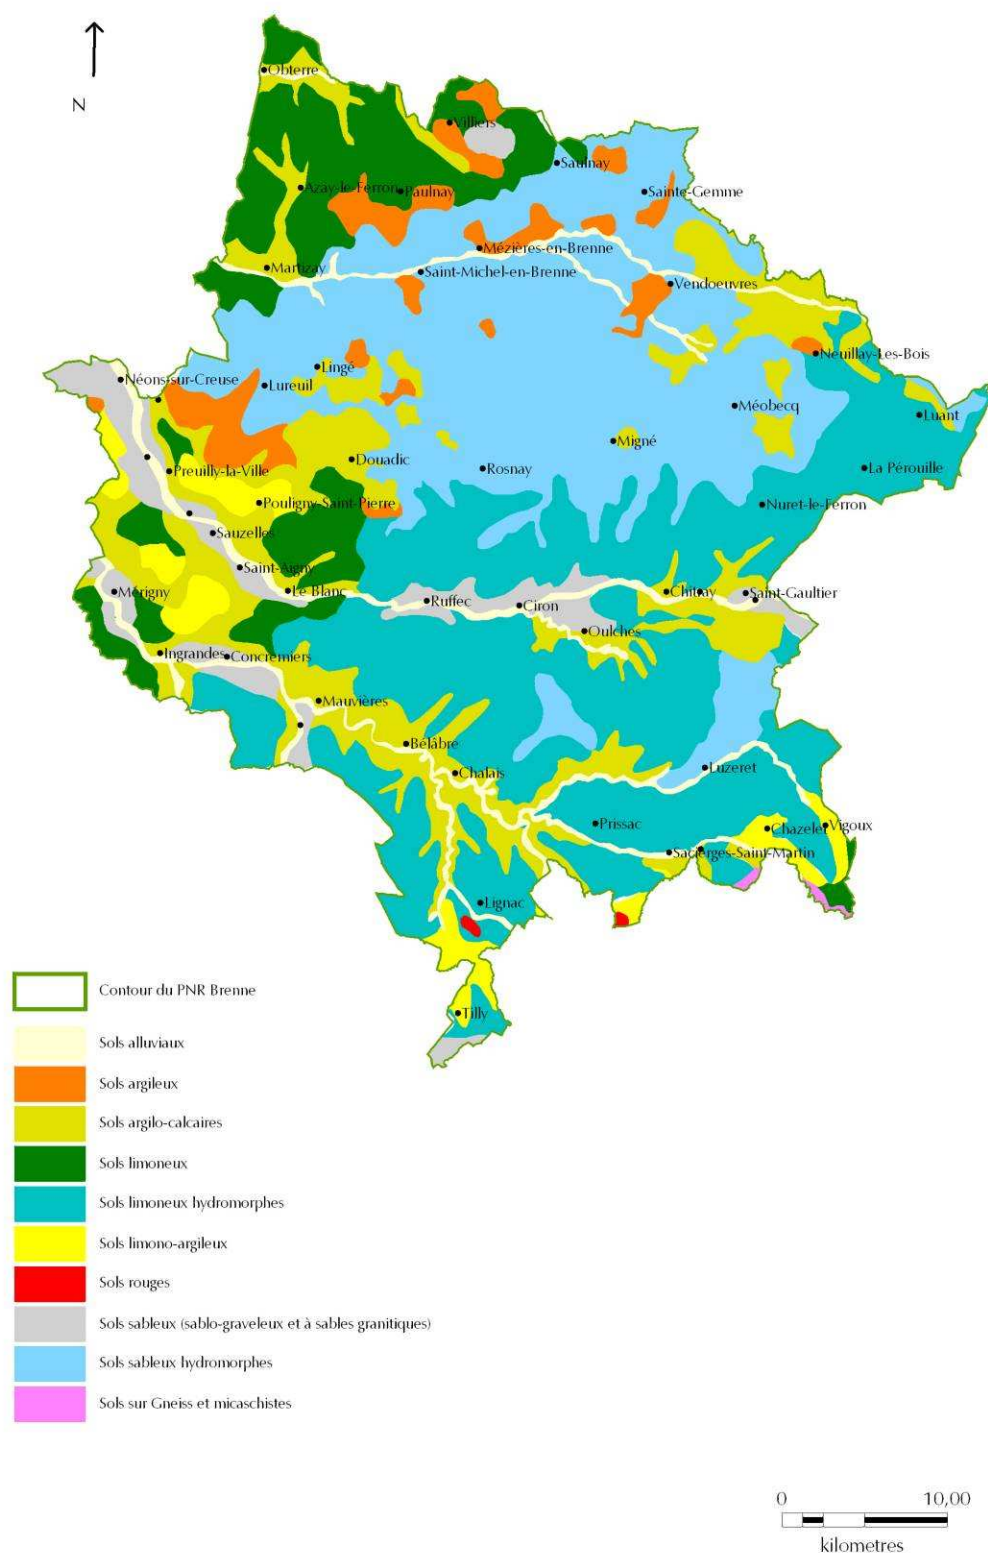 N
Obterre
Villiers
Saulnay
Azay-le-Ferron
Paulnay
Sainte-Gemme
Mézières-en-Brenne
Martizay
Saint-Michel-en-Brenne
Vendoeuvres
Neuillay-Les-Bois
Lingé
Néons-sur-Creuse
Lureuil
Méobecq
Luant
Migné
Douadic
Rosnay
La Pérouille
Preuilly-la-Ville
Pouligny-Saint-Pierre
Nuret-le-Ferron
Sauzelles
Saint-Aigny
Mérigny
Le Blanc
Ruffec
Ciron
Chitray
Saint-Gaultier
Oulches
Ingrandes
Concremiers
Mauvières
Bélâbre
Chalais
Luzeret
Prissac
Chazelet
Vigoux
Sacierges-Saint-Martin
Lignac
Tilly
Contour du PNR Brenne
Sols alluviaux
Sols argileux
Sols argilo-calcaires
Sols limoneux
Sols limoneux hydromorphes
Sols limono-argileux
Sols rouges
Sols sableux (sablo-graveleux et à sables granitiques)
Sols sableux hydromorphes
Sols sur Gneiss et micaschistes
0 10,00
kilometres